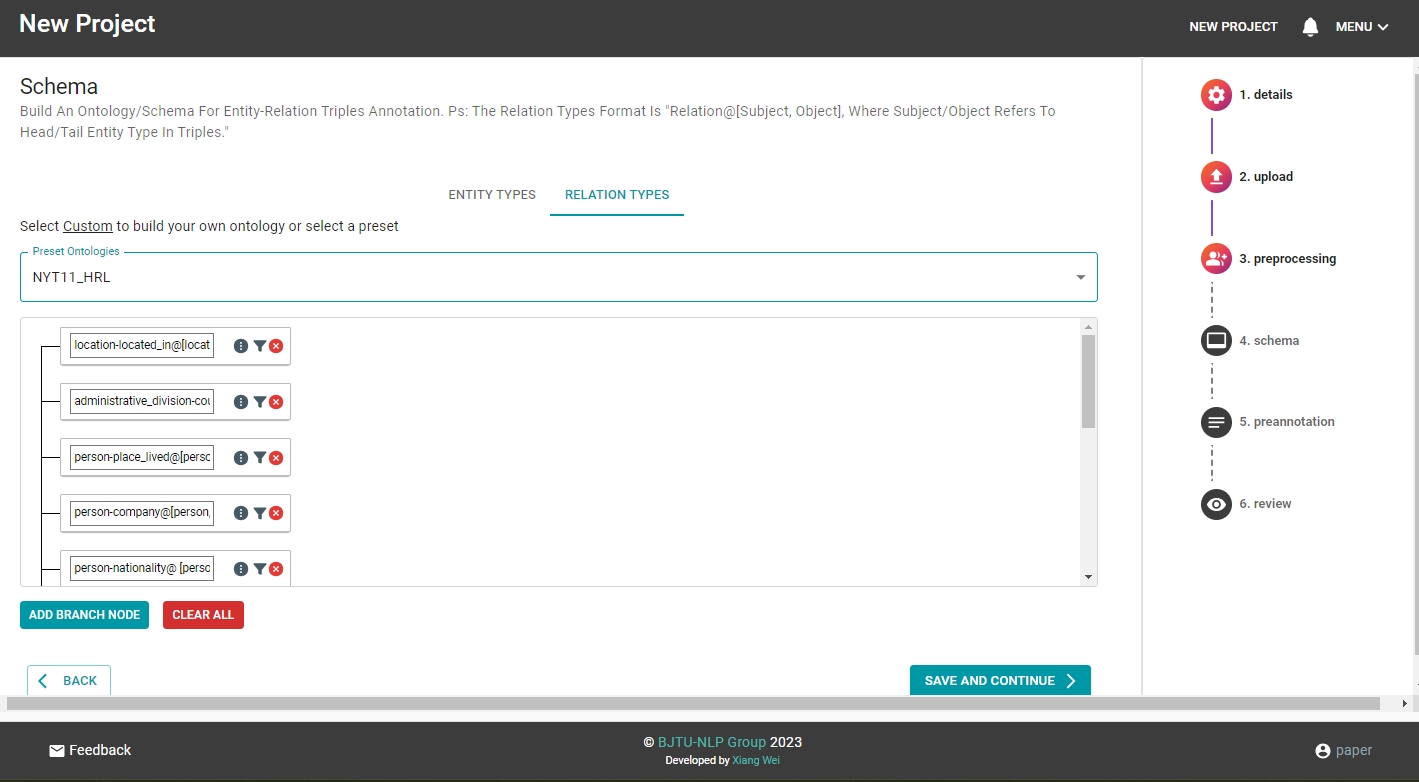 New Project
NEW PROJECT
MENU
Schema
Build An Ontology/Schema For Entity-Relation Triples Annotation. Ps: The Relation Types Format Is "Relation@[Subject, Object], Where Subject/Object Refers To
Head/Tail Entity Type In Triples."
ENTITY TYPES
RELATION TYPES
Select Custom to build your own ontology or select a preset
Preset Ontologies
NYT11_HRL
location-located_in@[locat
administrative_division-cou
person-place_lived@[perso
person-company@[person,
person-nationality@ [perso
ADD BRANCH NODE
CLEAR ALL
BACK
SAVE AND CONTINUE
1. details
2. upload
3. preprocessing
4. schema
5. preannotation
6. review
Feedback
© BJTU-NLP Group 2023
Developed by Xiang Wei
paper